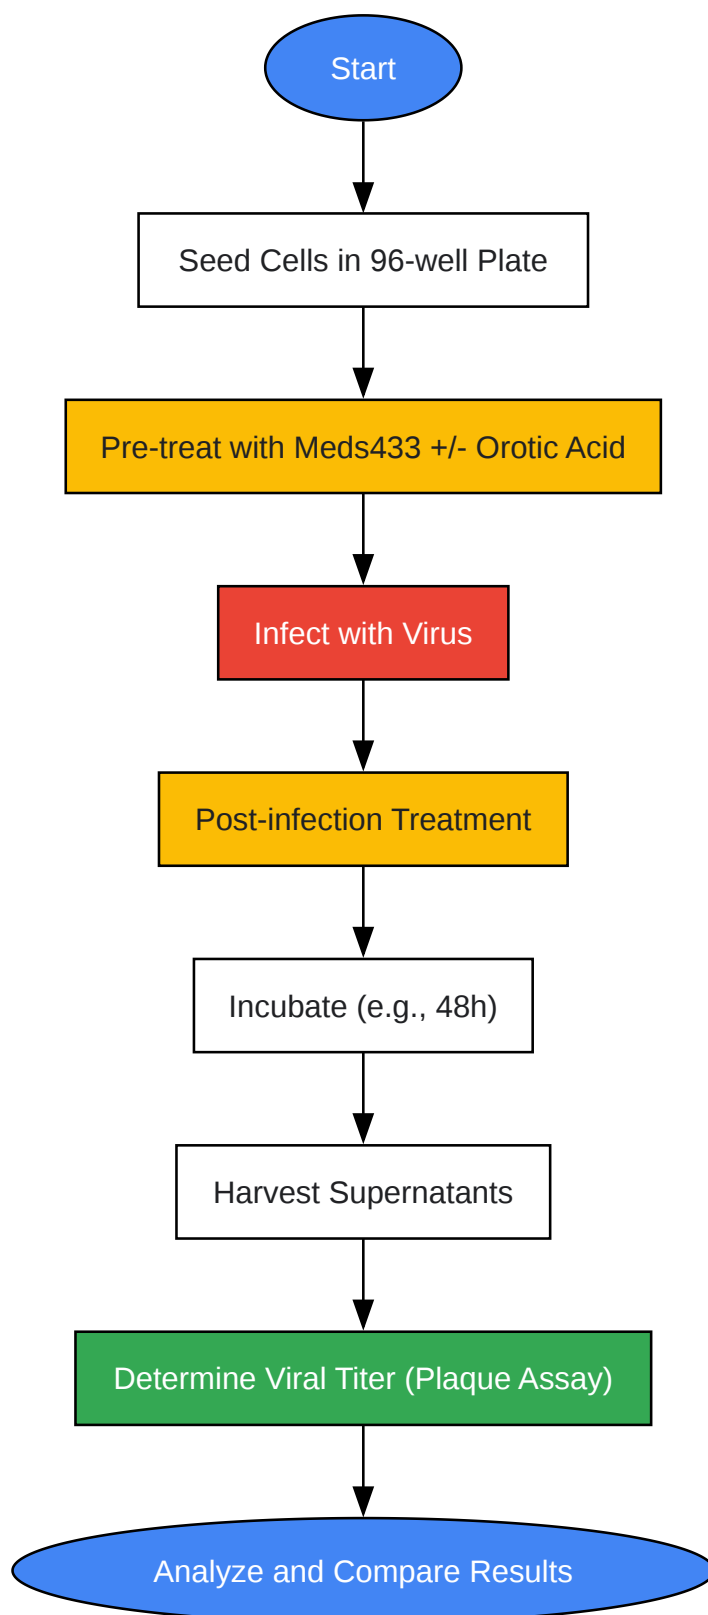 Start
Seed Cells in 96-well Plate
Pre-treat with Meds433 +/- Orotic Acid
Infect with Virus
Post-infection Treatment
Incubate (e.g., 48h)
Harvest Supernatants
Determine Viral Titer (Plaque Assay)
Analyze and Compare Results